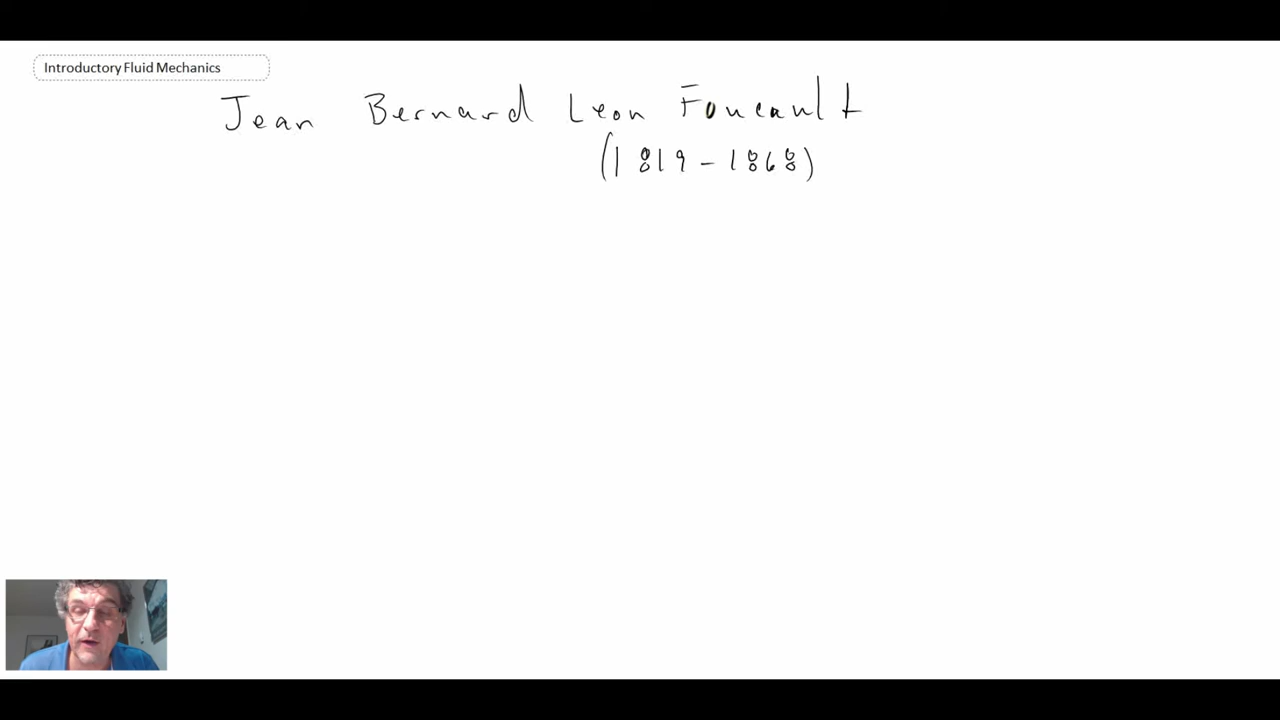 Introductory Fluid Mechanics
Jean Bernard Leon Foucault
(1819-1868)